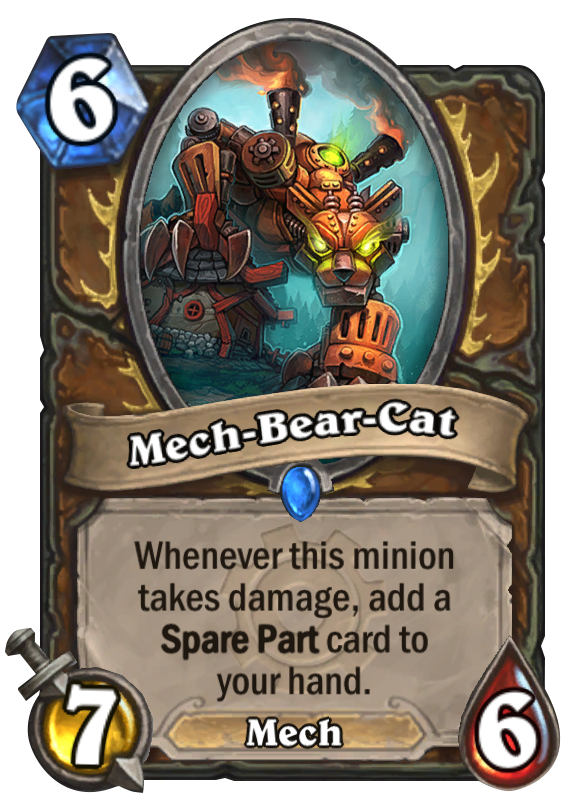 6
Mech-Bear-Cat
Whenever this minion
takes damage, add a
Spare Part card to
your hand.
7
Mech
6